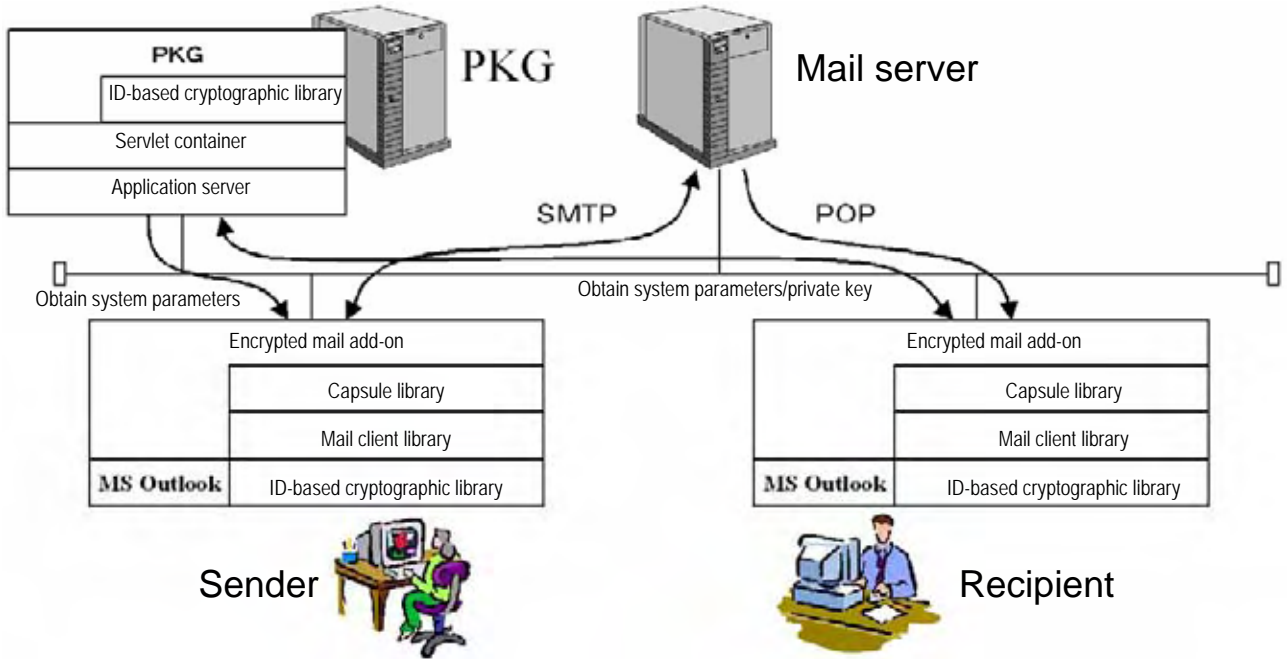 PKG
ID-based cryptographic library
Servlet container
Application server
PKG
Mail server
SMTP
POP
Obtain system parameters
Obtain system parameters/private key
Encrypted mail add-on
Capsule library
Mail client library
MS Outlook
ID-based cryptographic library
Encrypted mail add-on
Capsule library
Mail client library
MS Outlook
ID-based cryptographic library
Sender
Recipient